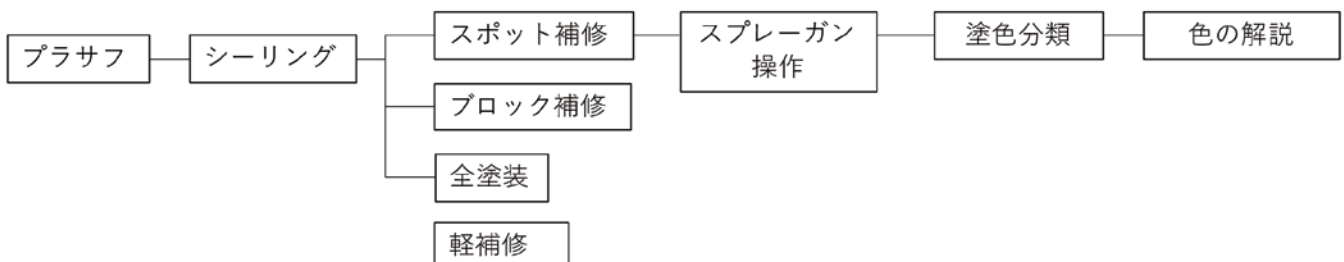 プラサフ
シーリング
スポット補修
スプレーガン
操作
塗色分類
色の解説
ブロック補修
全塗装
軽補修